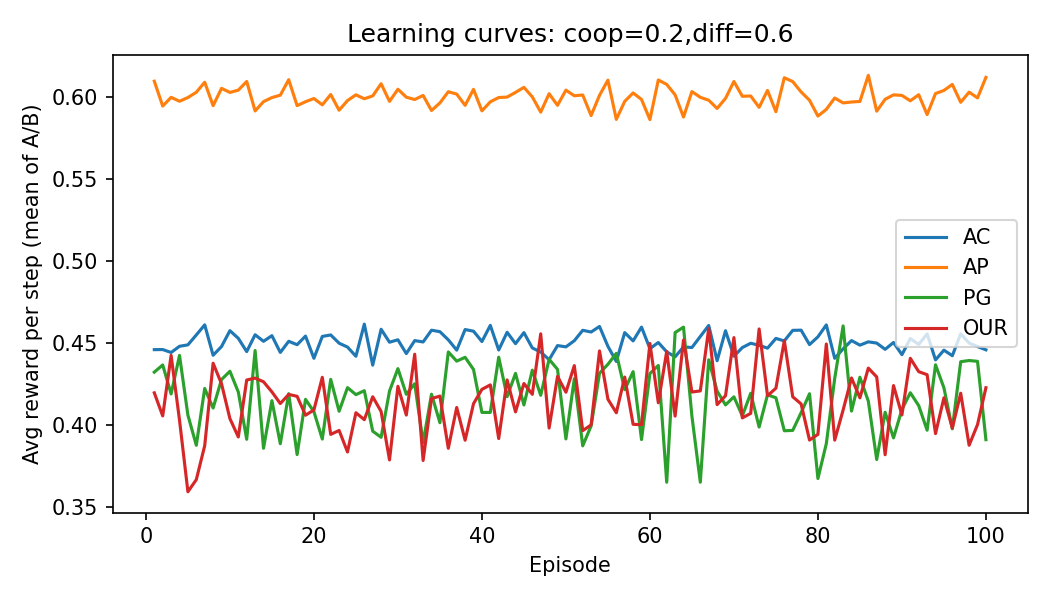 Learning curves: coop=0.2,diff=0.6
Avg reward per step (mean of A/B)
0.60
0.55
0.50
0.45
0.40
0.35
AC
AP
PG
OUR
0
20
40
60
80
100
Episode